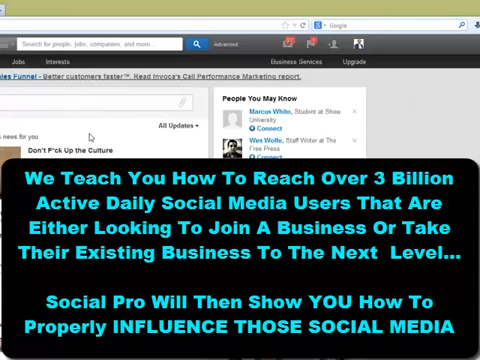 Google
Search for people, jobs, companies, and more...
Advanced
Jobs Interests Business Services Upgrade
ales Funnel - Better customers faster™, Read Invoca's Call Performance Marketing report.
People You May Know
Marcus White, Student at Shaw
University
Connect
All Updates
s news for you
Wes Wolfe, Staff Writer at The
Free Press
Connect
Don't F*ck Up the Culture
We Teach You How To Reach Over 3 Billion
Active Daily Social Media Users That Are
Either Looking To Join A Business Or Take
Their Existing Business To The Next Level...
Social Pro Will Then Show YOU How To
Properly INFLUENCE THOSE SOCIAL MEDIA